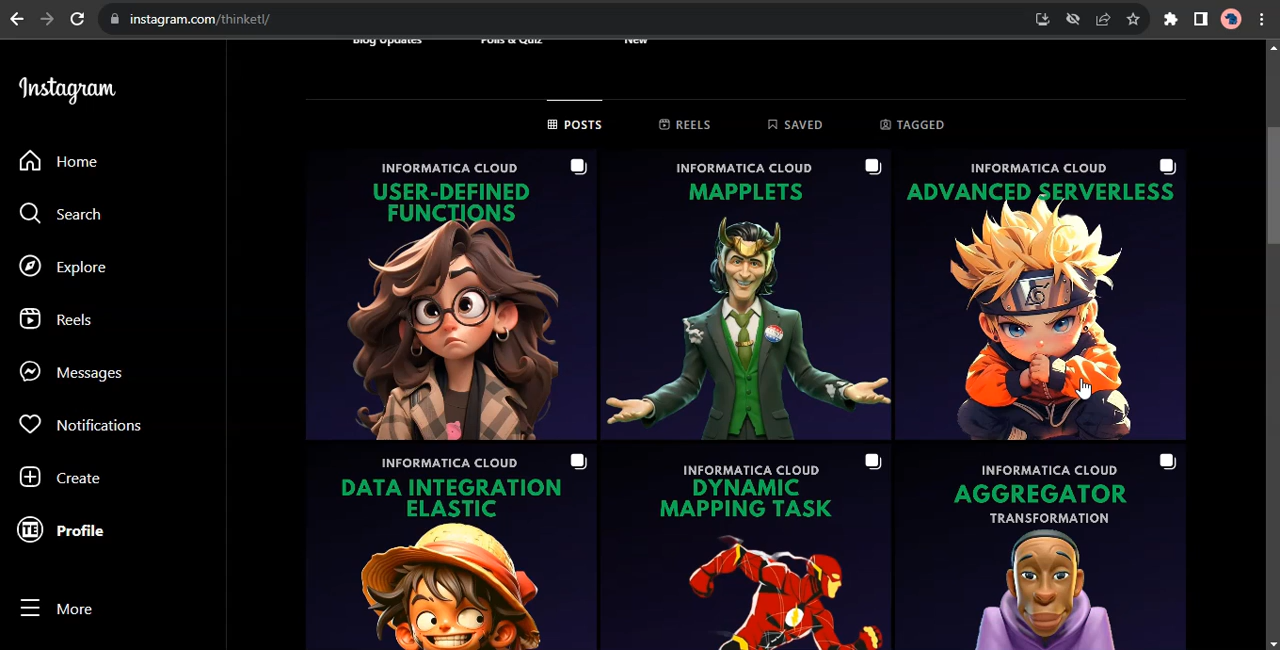 instagram.com/thinketl/
Blog Updates
Polls & Quiz
New
Instagram
Home
Search
Explore
Reels
Messages
Notifications
Create
TE Profile
More
POSTS
REELS
SAVED
TAGGED
INFORMATICA CLOUD
USER-DEFINED
FUNCTIONS
INFORMATICA CLOUD
MAPPLETS
INFORMATICA CLOUD
ADVANCED SERVERLESS
INFORMATICA CLOUD
DATA INTEGRATION
ELASTIC
INFORMATICA CLOUD
DYNAMIC
MAPPING TASK
INFORMATICA CLOUD
AGGREGATOR
TRANSFORMATION